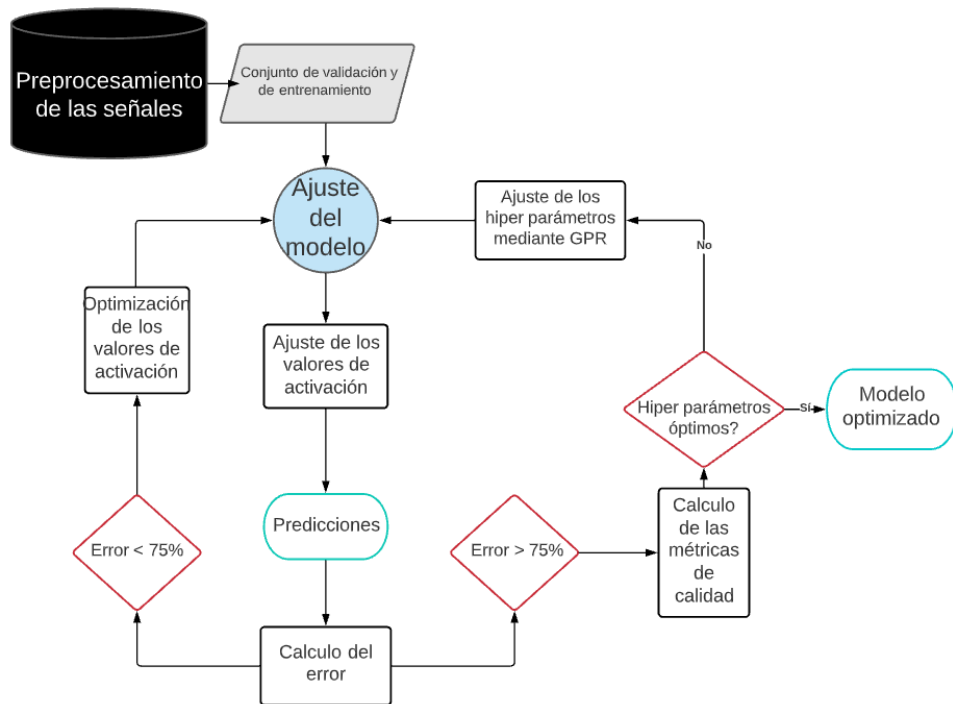 Preprocesamiento
de las señales
Conjunto de validación y
de entrenamiento
Ajuste
del
modelo
Ajuste de los
hiper parámetros
mediante GPR
No
Optimización
de los
valores de
activación
Ajuste de los
valores de
activación
Hiper parámetros
óptimos?
Sí
Modelo
optimizado
Predicciones
Error < 75%
Error > 75%
Calculo
de las
métricas
de
calidad
Calculo del
error